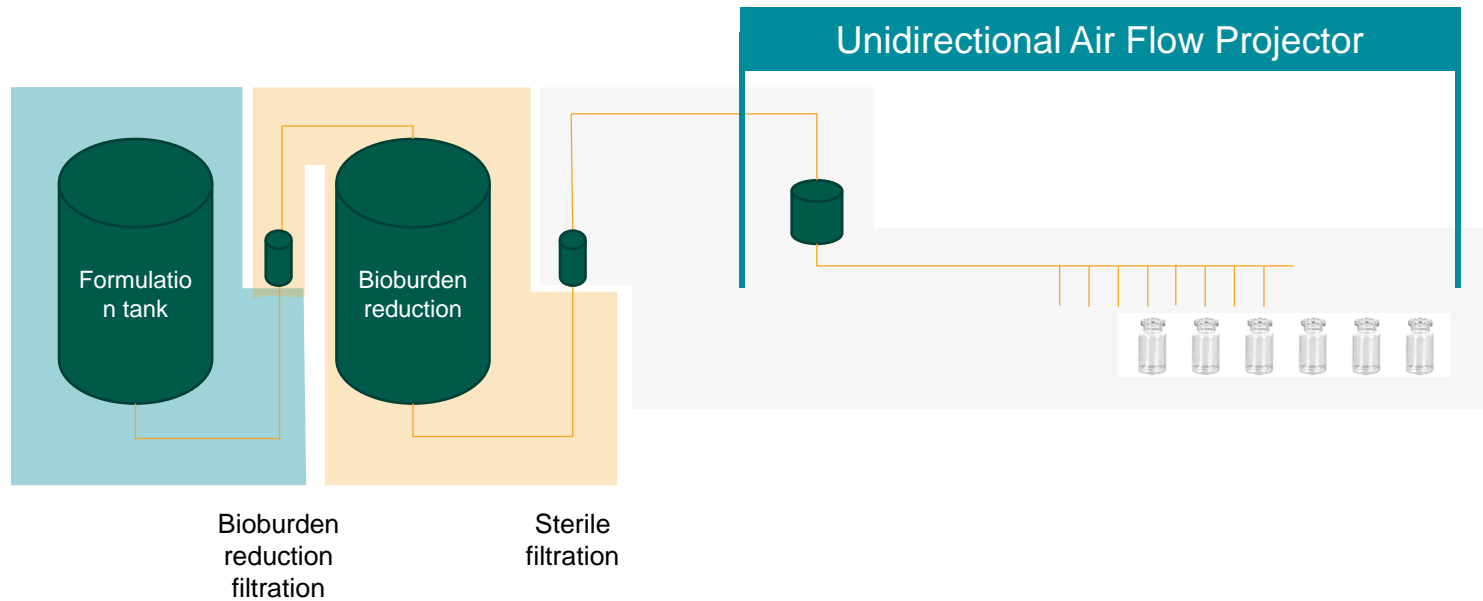 Unidirectional Air Flow Projector
Formulatio
n tank
Bioburden
reduction
Bioburden
reduction
filtration
Sterile
filtration